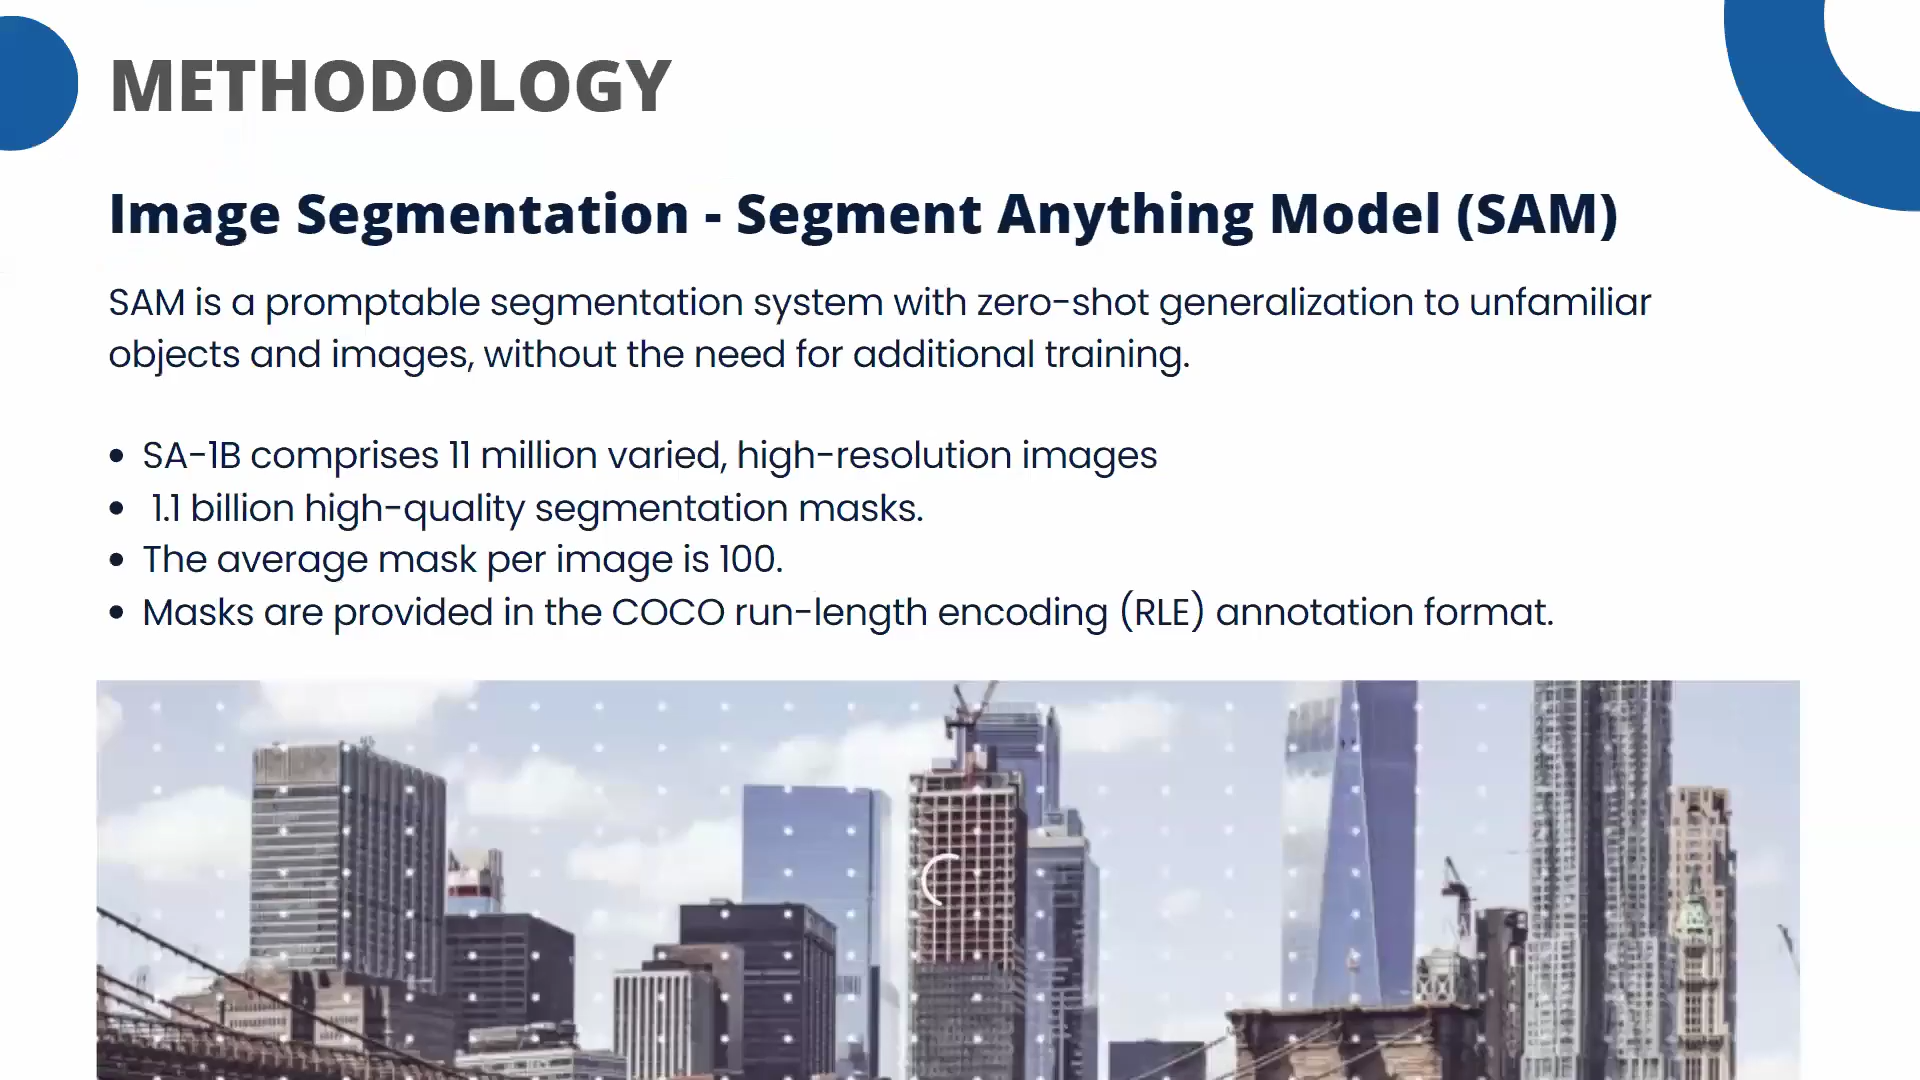 METHODOLOGY
Image Segmentation - Segment Anything Model (SAM)
SAM is a promptable segmentation system with zero-shot generalization to unfamiliar
objects and images, without the need for additional training.
• SA-1B comprises 11 million varied, high-resolution images
• 1.1 billion high-quality segmentation masks.
• The average mask per image is 100.
• Masks are provided in the COCO run-length encoding (RLE) annotation format.